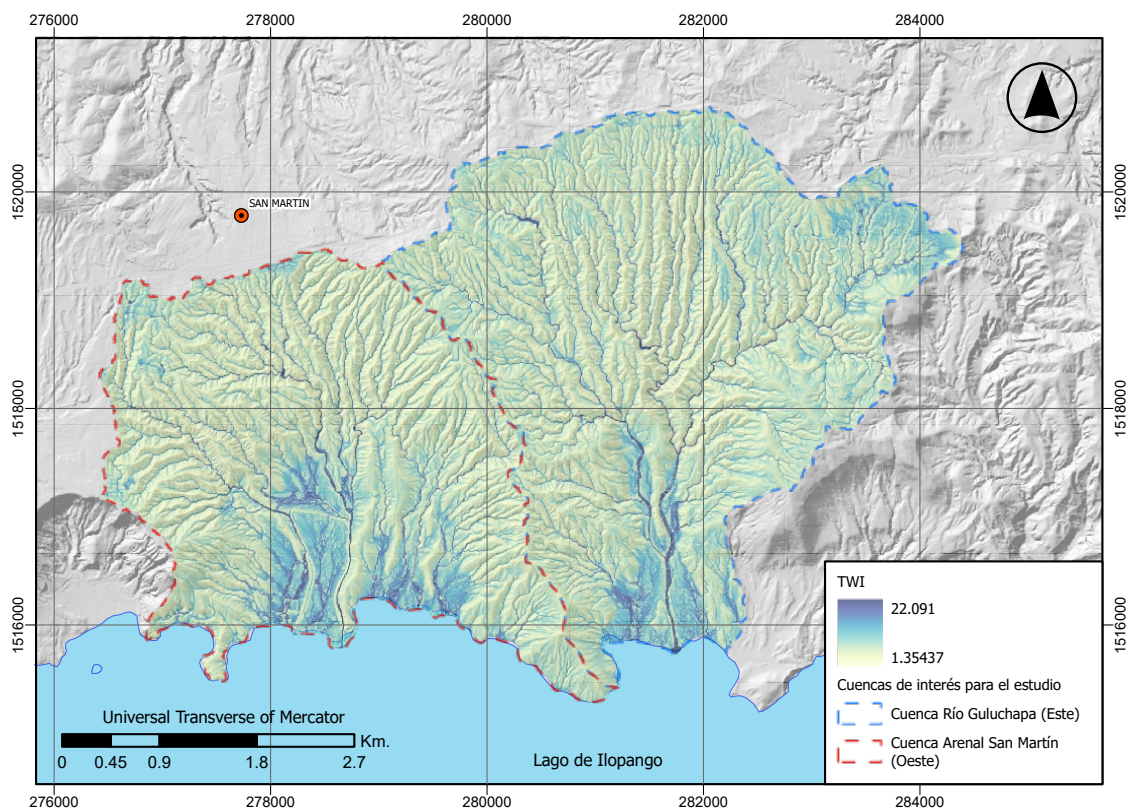 276000 278000 280000 282000 284000
1520000 1520000
SAN MARTIN
1518000 1518000
1516000 1516000
TWI
22.091
1.35437
Cuencas de interés para el estudio
Cuenca Río Guluchapa (Este)
Cuenca Arenal San Martín
(Oeste)
Universal Transverse of Mercator
Km.
0 0.45 0.9 1.8 2.7
Lago de Ilopango
276000 278000 280000 282000 284000